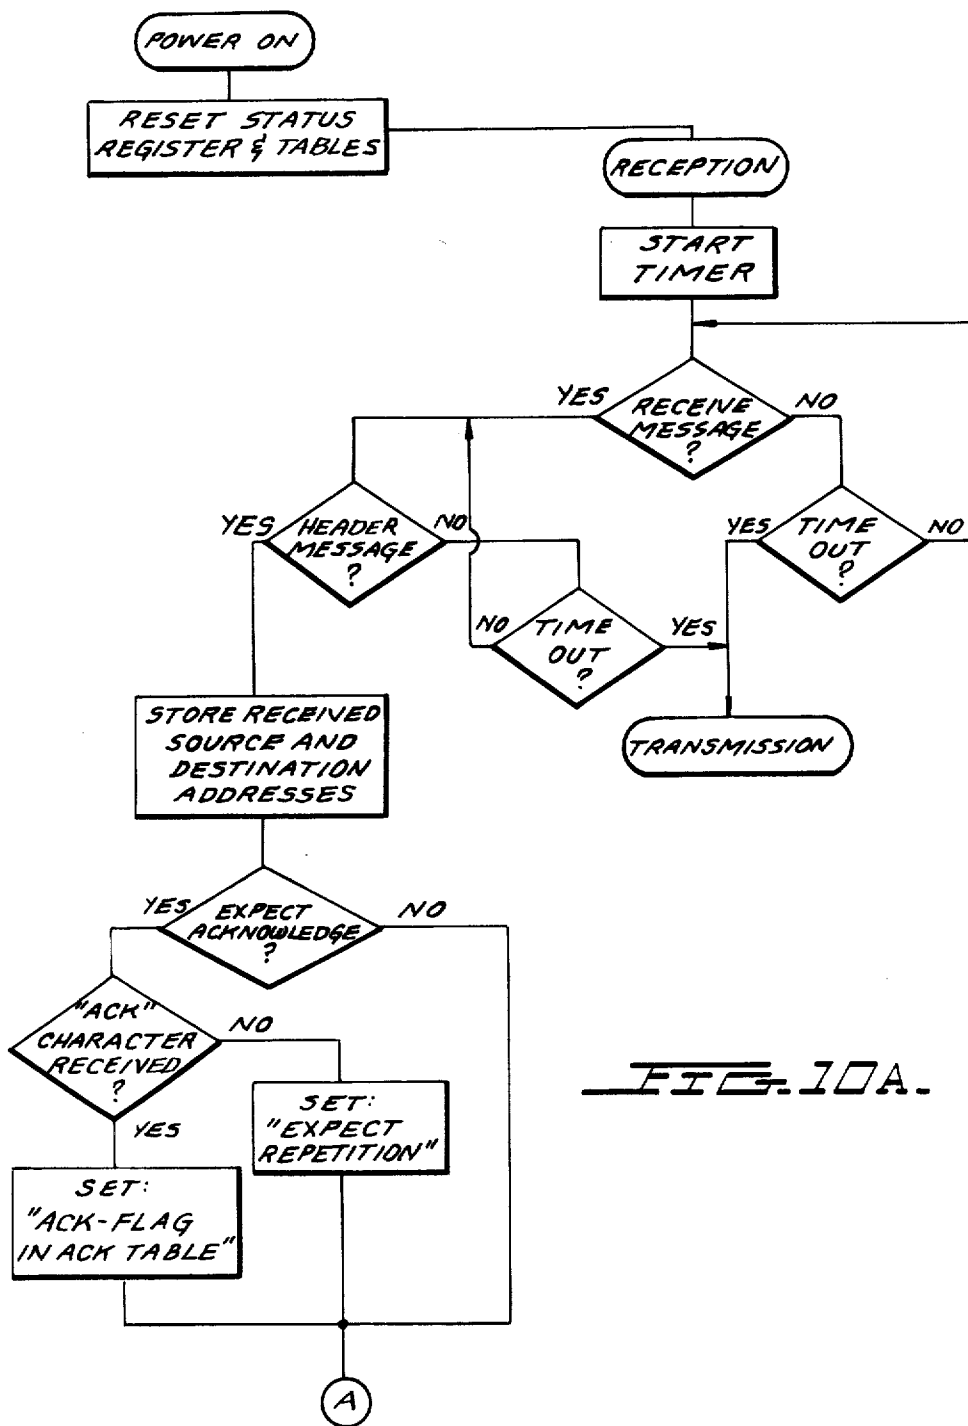 POWER ON
RESET STATUS
REGISTER & TABLES
RECEPTION
START
TIMER
YES
RECEIVE
MESSAGE
?
NO
YES
HEADER
MESSAGE
?
NO
YES
TIME
OUT
?
NO
NO
TIME
OUT
?
YES
TRANSMISSION
STORE RECEIVED
SOURCE AND
DESTINATION
ADDRESSES
YES
EXPECT
ACKNOWLEDGE
?
NO
"ACK"
CHARACTER
RECEIVED
?
NO
YES
SET:
"EXPECT
REPETITION"
SET:
"ACK-FLAG
IN ACK TABLE"
A
FIG. 10A.